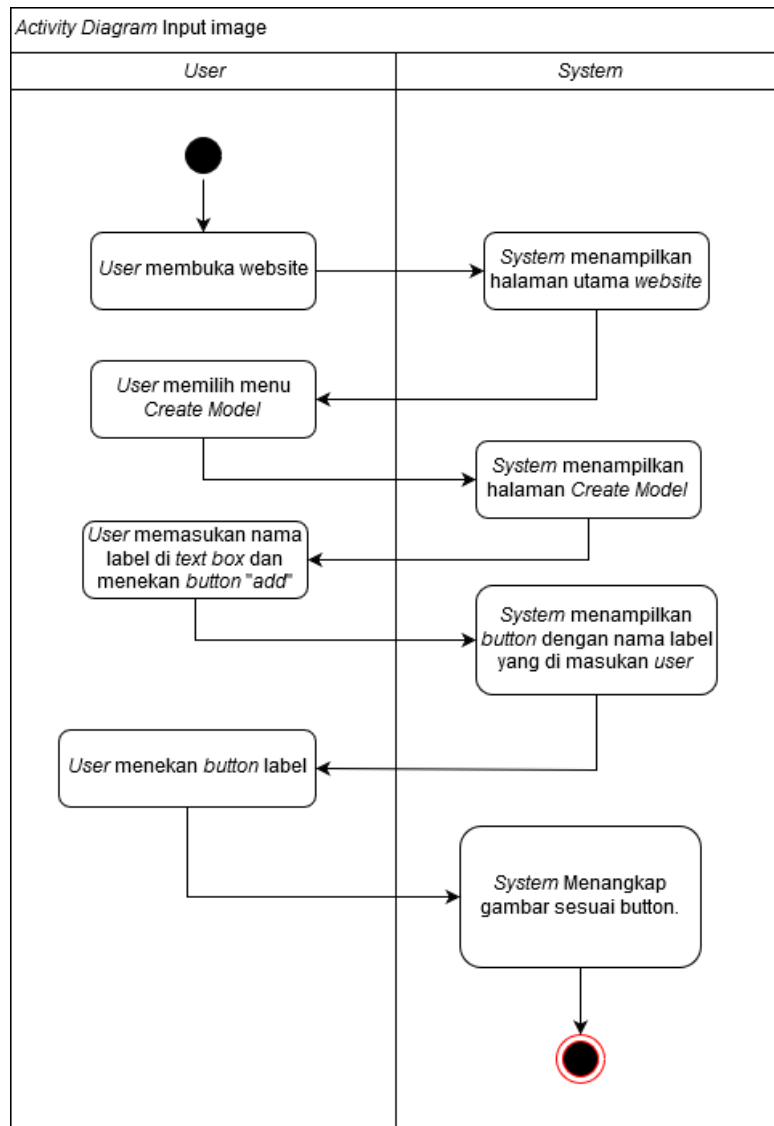 Activity Diagram Input image
User
System
User membuka website
System menampilkan
halaman utama website
User memilih menu
Create Model
System menampilkan
halaman Create Model
User memasukan nama
label di text box dan
menekan button "add"
System menampilkan
button dengan nama label
yang di masukan user
User menekan button label
System Menangkap
gambar sesuai button.